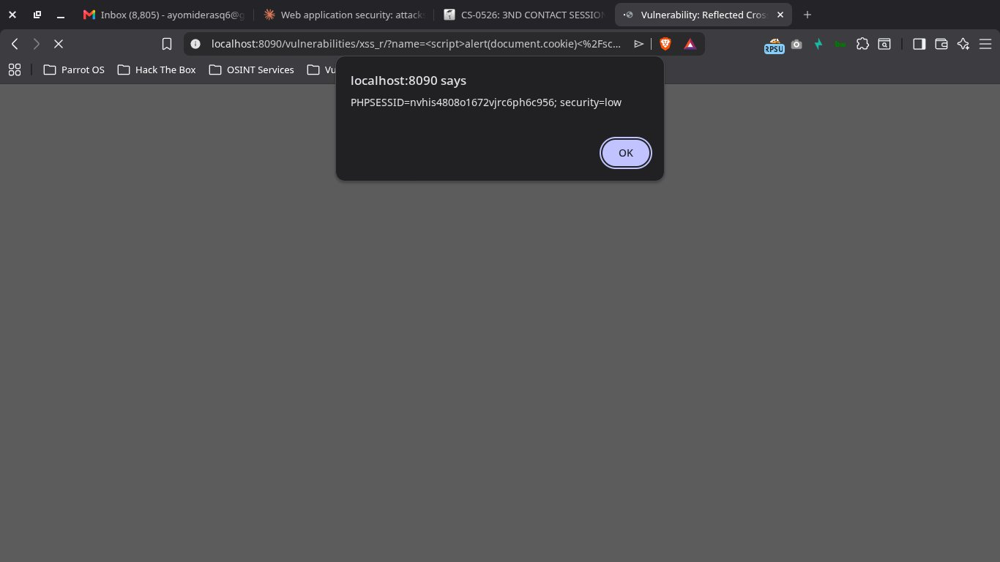 Inbox (8,805) - ayomiderasq6@g
Web application security: attacks
CS-0526: 3ND CONTACT SESSION
Vulnerability: Reflected Cros
localhost:8090/vulnerabilities/xss_r/?name=<script>alert(document.cookie)<%2Fsc...
RPSU
bw
Parrot OS
Hack The Box
OSINT Services
Vu
localhost:8090 says
PHPSESSID=nvhis4808o1672vjrc6ph6c956; security=low
OK